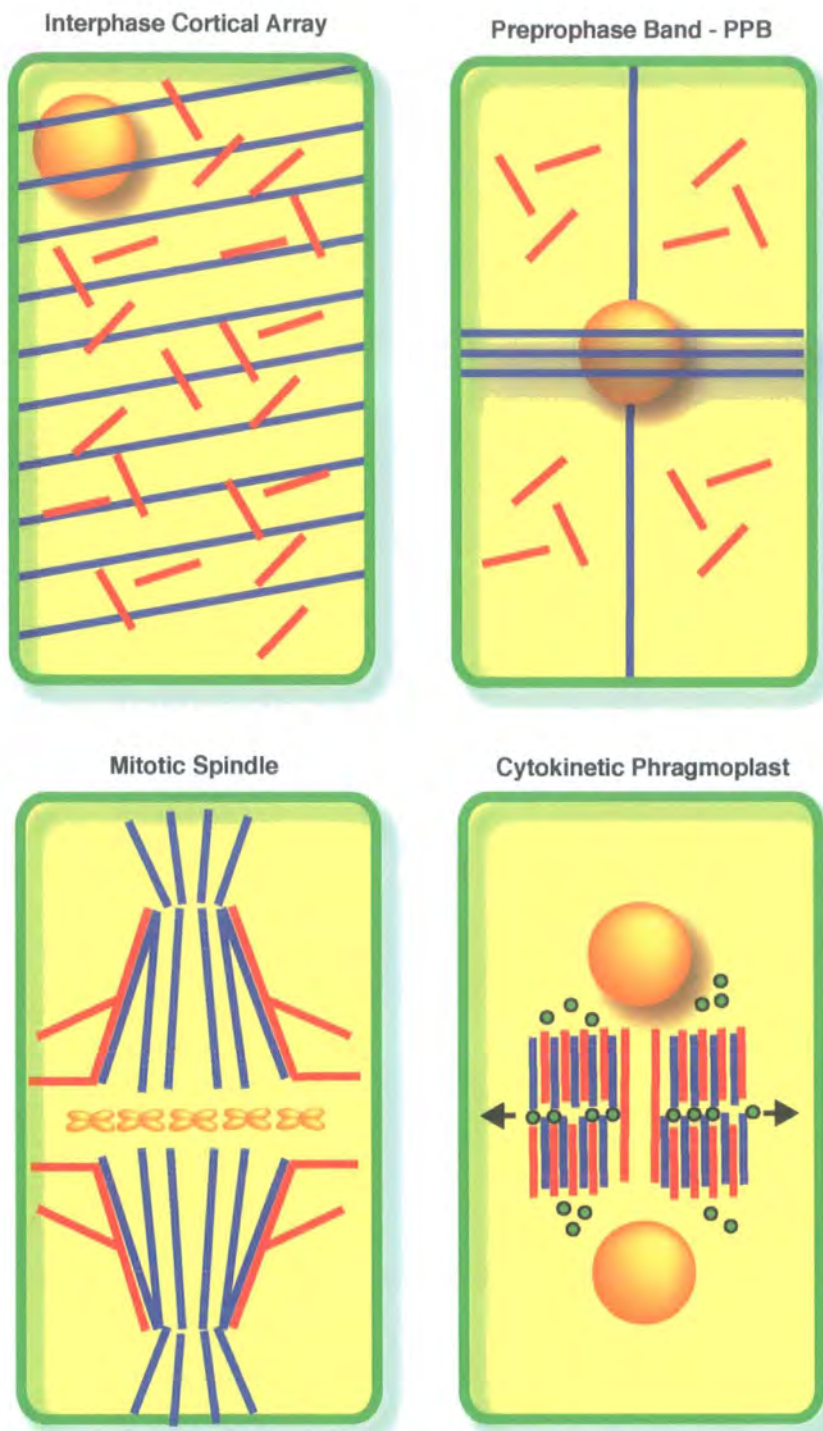 Interphase Cortical Array
Preprophase Band - PPB
Mitotic Spindle
Cytokinetic Phragmoplast